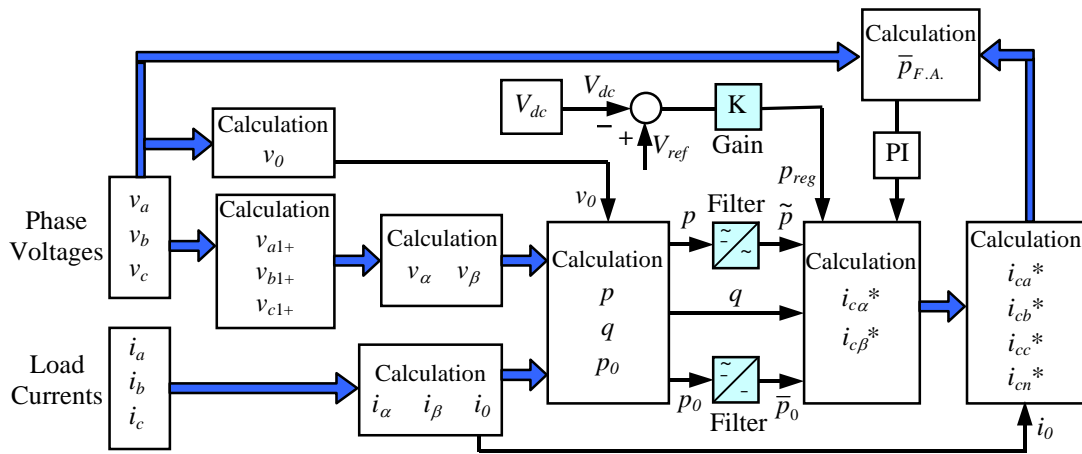 Calculation
p̅F.A.
Vdc
Vdc
−
+
Vref
K
Gain
PI
preg
Calculation
v0
v0
Phase
Voltages
va
vb
vc
Calculation
va1+
vb1+
vc1+
Calculation
vα vβ
Calculation
p
q
p0
p
Filter
~
-
~
p̃
q
p0
~
-
-
Filter
p̅0
Calculation
icα*
icβ*
Calculation
ica*
icb*
icc*
icn*
Load
Currents
ia
ib
ic
Calculation
iα iβ i0
i0